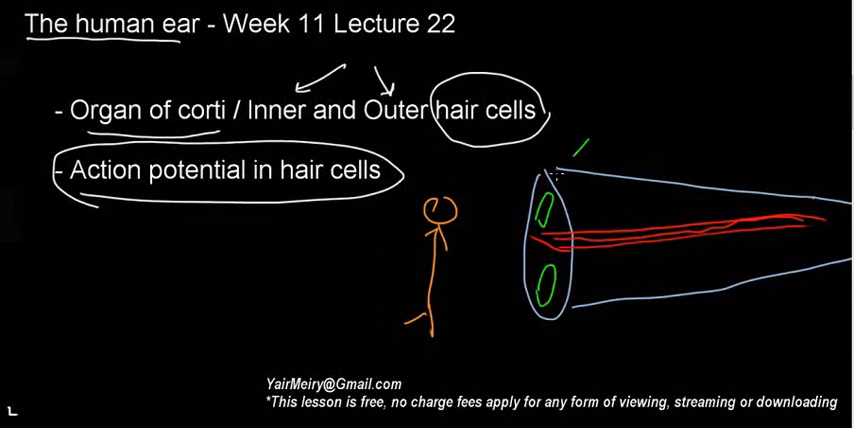 The human ear - Week 11 Lecture 22
- Organ of corti / Inner and Outer hair cells
- Action potential in hair cells
YairMeiry@Gmail.com
*This lesson is free, no charge fees apply for any form of viewing, streaming or downloading